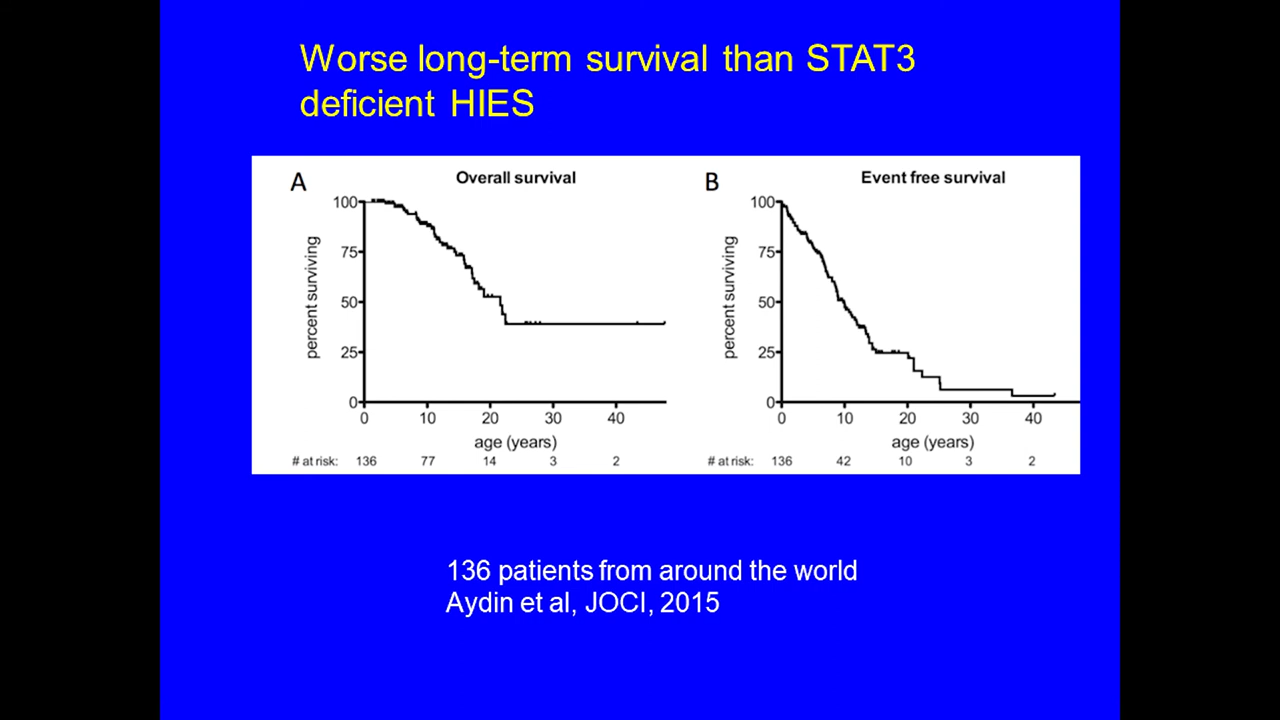 Worse long-term survival than STAT3
deficient HIES
A
Overall survival
percent surviving
100
75
50
25
0
0 10 20 30 40
age (years)
# at risk: 136 77 14 3 2
B
Event free survival
percent surviving
100
75
50
25
0
0 10 20 30 40
age (years)
# at risk: 136 42 10 3 2
136 patients from around the world
Aydin et al, JOCI, 2015